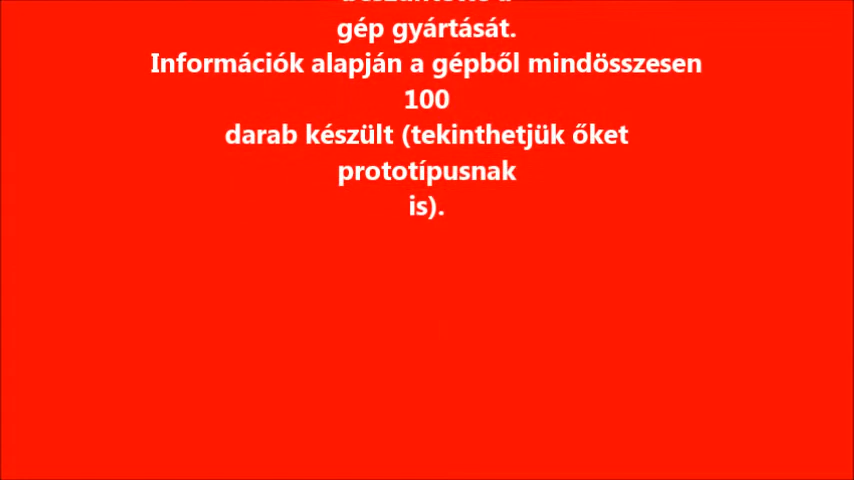 gép gyártását.
Információk alapján a gépből mindösszesen
100
darab készült (tekinthetjük őket
prototípusnak
is).